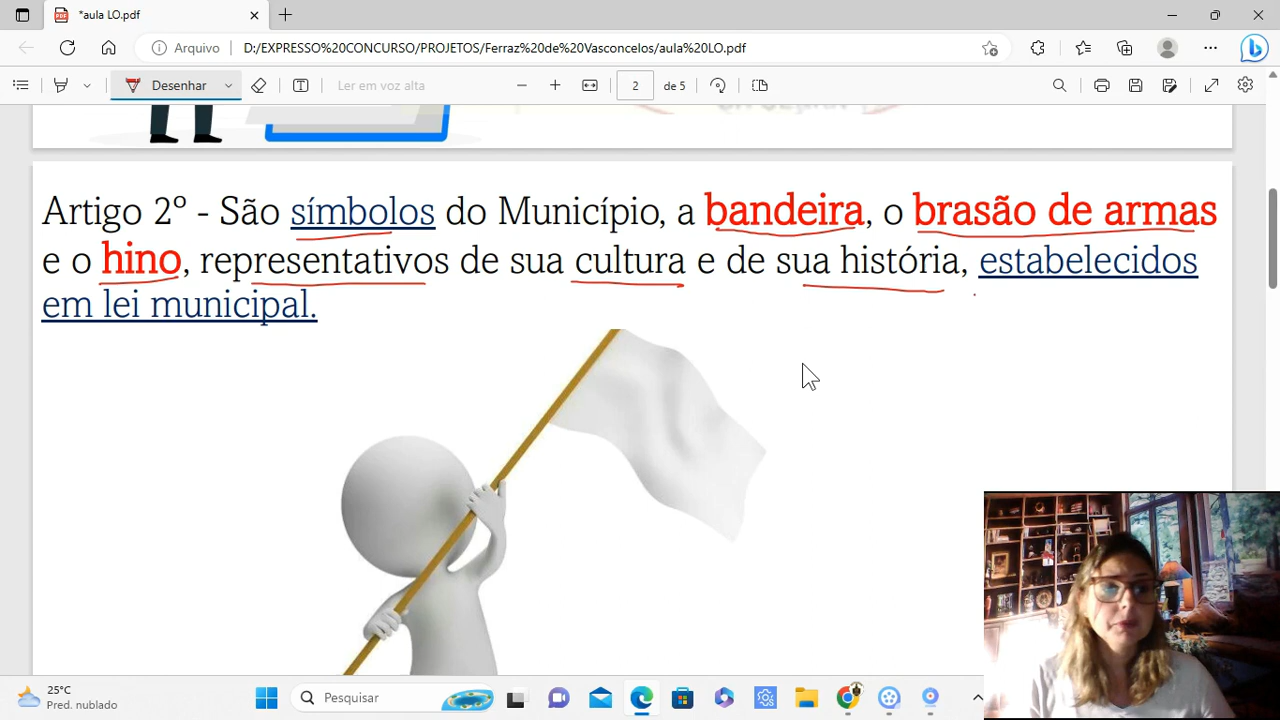 *aula LO.pdf
Arquivo
D:/EXPRESSO%20CONCURSO/PROJETOS/Ferraz%20de%20Vasconcelos/aula%20LO.pdf
Desenhar
Ler em voz alta
2 de 5
Artigo 2º - São símbolos do Município, a bandeira, o brasão de armas
e o hino, representativos de sua cultura e de sua história, estabelecidos
em lei municipal.
25°C
Pred. nublado
Pesquisar